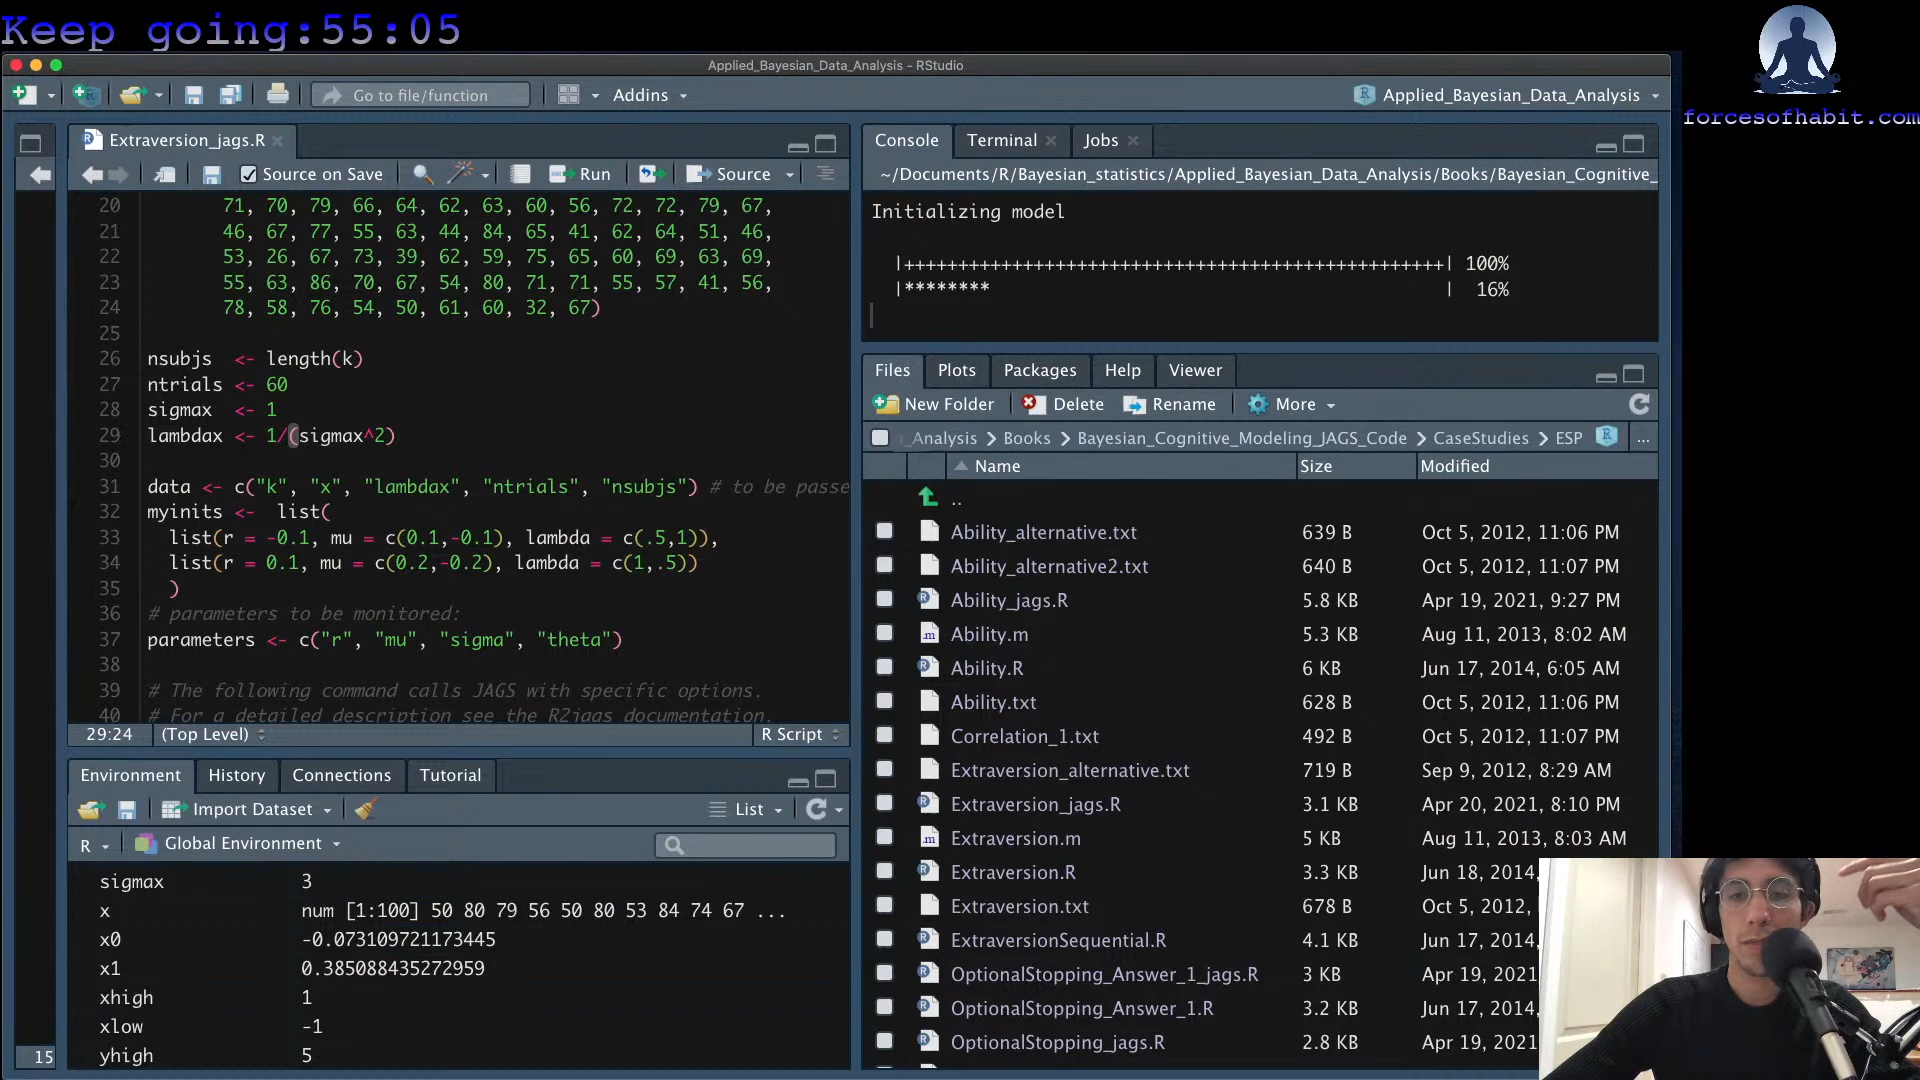 Keep going:55:05
forcesofhabit.com
Applied_Bayesian_Data_Analysis - RStudio
Go to file/function
Addins
Applied_Bayesian_Data_Analysis
Extraversion_jags.R
Source on Save
Run
Source
20 71, 70, 79, 66, 64, 62, 63, 60, 56, 72, 72, 79, 67,
21 46, 67, 77, 55, 63, 44, 84, 65, 41, 62, 64, 51, 46,
22 53, 26, 67, 73, 39, 62, 59, 75, 65, 60, 69, 63, 69,
23 55, 63, 86, 70, 67, 54, 80, 71, 71, 55, 57, 41, 56,
24 78, 58, 76, 54, 50, 61, 60, 32, 67)
25
26 nsubjs <- length(k)
27 ntrials <- 60
28 sigmax <- 1
29 lambdax <- 1/(sigmax^2)
30
31 data <- c("k", "x", "lambdax", "ntrials", "nsubjs") # to be passe
32 myinits <- list(
33 list(r = -0.1, mu = c(0.1,-0.1), lambda = c(.5,1)),
34 list(r = 0.1, mu = c(0.2,-0.2), lambda = c(1,.5))
35 )
36 # parameters to be monitored:
37 parameters <- c("r", "mu", "sigma", "theta")
38
39 # The following command calls JAGS with specific options.
40 # For a detailed description see the R2jags documentation.
29:24 (Top Level) R Script
Environment History Connections Tutorial
Import Dataset List
R Global Environment
sigmax 3
x num [1:100] 50 80 79 56 50 80 53 84 74 67 ...
x0 -0.073109721173445
x1 0.385088435272959
xhigh 1
xlow -1
yhigh 5
15
Console Terminal Jobs
~/Documents/R/Bayesian_statistics/Applied_Bayesian_Data_Analysis/Books/Bayesian_Cognitive_
Initializing model
|++++++++++++++++++++++++++++++++++++++++++++++++++| 100%
|******** | 16%
Files Plots Packages Help Viewer
New Folder Delete Rename More
_Analysis Books Bayesian_Cognitive_Modeling_JAGS_Code CaseStudies ESP ...
Name Size Modified
..
Ability_alternative.txt 639 B Oct 5, 2012, 11:06 PM
Ability_alternative2.txt 640 B Oct 5, 2012, 11:07 PM
Ability_jags.R 5.8 KB Apr 19, 2021, 9:27 PM
Ability.m 5.3 KB Aug 11, 2013, 8:02 AM
Ability.R 6 KB Jun 17, 2014, 6:05 AM
Ability.txt 628 B Oct 5, 2012, 11:06 PM
Correlation_1.txt 492 B Oct 5, 2012, 11:07 PM
Extraversion_alternative.txt 719 B Sep 9, 2012, 8:29 AM
Extraversion_jags.R 3.1 KB Apr 20, 2021, 8:10 PM
Extraversion.m 5 KB Aug 11, 2013, 8:03 AM
Extraversion.R 3.3 KB Jun 18, 2014,
Extraversion.txt 678 B Oct 5, 2012,
ExtraversionSequential.R 4.1 KB Jun 17, 2014,
OptionalStopping_Answer_1_jags.R 3 KB Apr 19, 2021
OptionalStopping_Answer_1.R 3.2 KB Jun 17, 2014,
OptionalStopping_jags.R 2.8 KB Apr 19, 2021